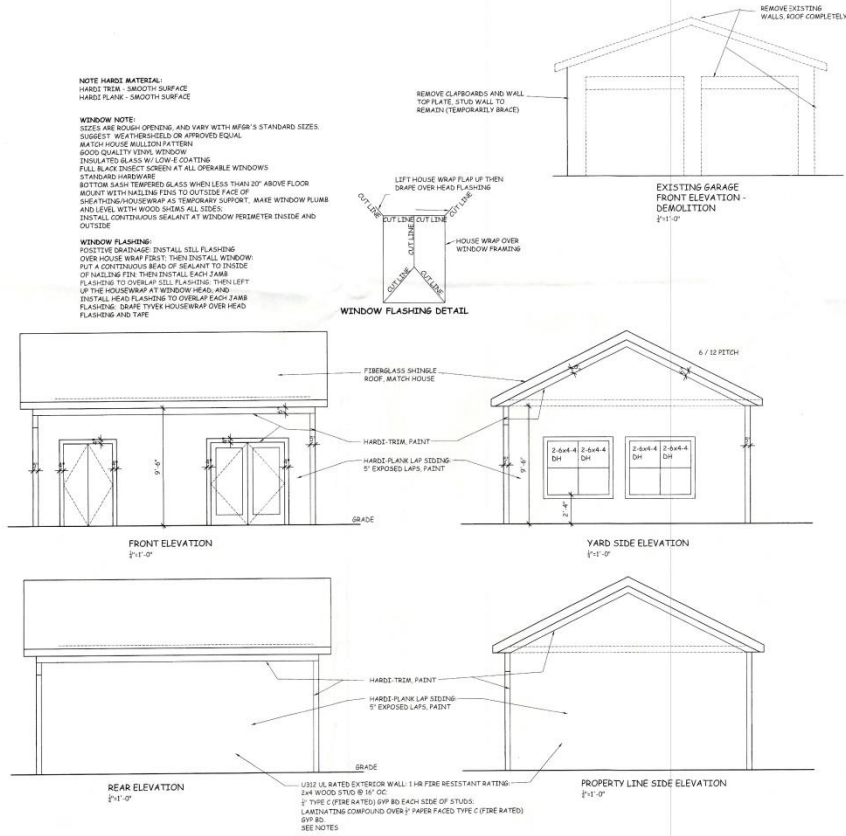 REMOVE EXISTING
WALLS, ROOF COMPLETELY
NOTE HARDI MATERIAL:
HARDI TRIM - SMOOTH SURFACE
HARDI PLANK - SMOOTH SURFACE
REMOVE CLAPBOARDS AND WALL
TOP PLATE, STUD WALL TO
REMAIN (TEMPORARILY BRACE)
WINDOW NOTE:
SIZES ARE ROUGH OPENING, AND VARY WITH MFGR'S STANDARD SIZES.
SUGGEST WEATHERSHIELD OR APPROVED EQUAL
MATCH HOUSE MULLION PATTERN
GOOD QUALITY VINYL WINDOW
INSULATED GLASS W/ LOW-E COATING
FULL BLACK INSECT SCREEN AT ALL OPERABLE WINDOWS
STANDARD HARDWARE
BOTTOM SASH TEMPERED GLASS WHEN LESS THAN 20" ABOVE FLOOR
MOUNT WITH NAILING FINS TO OUTSIDE FACE OF
SHEATHING/HOUSEWRAP AS TEMPORARY SUPPORT, MAKE WINDOW PLUMB
AND LEVEL WITH WOOD SHIMS ALL SIDES;
INSTALL CONTINUOUS SEALANT AT WINDOW PERIMETER INSIDE AND
OUTSIDE
LIFT HOUSE WRAP FLAP UP THEN
DRAPE OVER HEAD FLASHING
CUT LINE
CUT LINE
CUT LINE
CUT LINE
CUT LINE
CUT LINE
CUT LINE
HOUSE WRAP OVER
WINDOW FRAMING
WINDOW FLASHING DETAIL
EXISTING GARAGE
FRONT ELEVATION -
DEMOLITION
WINDOW FLASHING:
POSITIVE DRAINAGE: INSTALL SILL FLASHING
OVER HOUSE WRAP FIRST; THEN INSTALL WINDOW;
PUT A CONTINUOUS BEAD OF SEALANT TO INSIDE
OF NAILING FIN; THEN INSTALL EACH JAMB
FLASHING TO OVERLAP SILL FLASHING; THEN LEFT
UP THE HOUSEWRAP AT WINDOW HEAD, AND
INSTALL HEAD FLASHING TO OVERLAP EACH JAMB
FLASHING; DRAPE TYVEK HOUSEWRAP OVER HEAD
FLASHING AND TAPE
FIBERGLASS SHINGLE
ROOF, MATCH HOUSE
6 / 12 PITCH
HARDI-TRIM, PAINT
HARDI-PLANK LAP SIDING:
5" EXPOSED LAPS, PAINT
9'-6"
9'-6"
2-6x4-4
DH
2-6x4-4
DH
2-6x4-4
DH
2-6x4-4
DH
2'-4"
GRADE
FRONT ELEVATION
YARD SIDE ELEVATION
HARDI-TRIM, PAINT
HARDI-PLANK LAP SIDING:
5" EXPOSED LAPS, PAINT
GRADE
REAR ELEVATION
PROPERTY LINE SIDE ELEVATION
U312 UL RATED EXTERIOR WALL: 1 HR FIRE RESISTANT RATING:
2x4 WOOD STUD @ 16" OC;
TYPE C (FIRE RATED) GYP BD EACH SIDE OF STUDS;
LAMINATING COMPOUND OVER PAPER FACED TYPE C (FIRE RATED)
GYP BD.
SEE NOTES